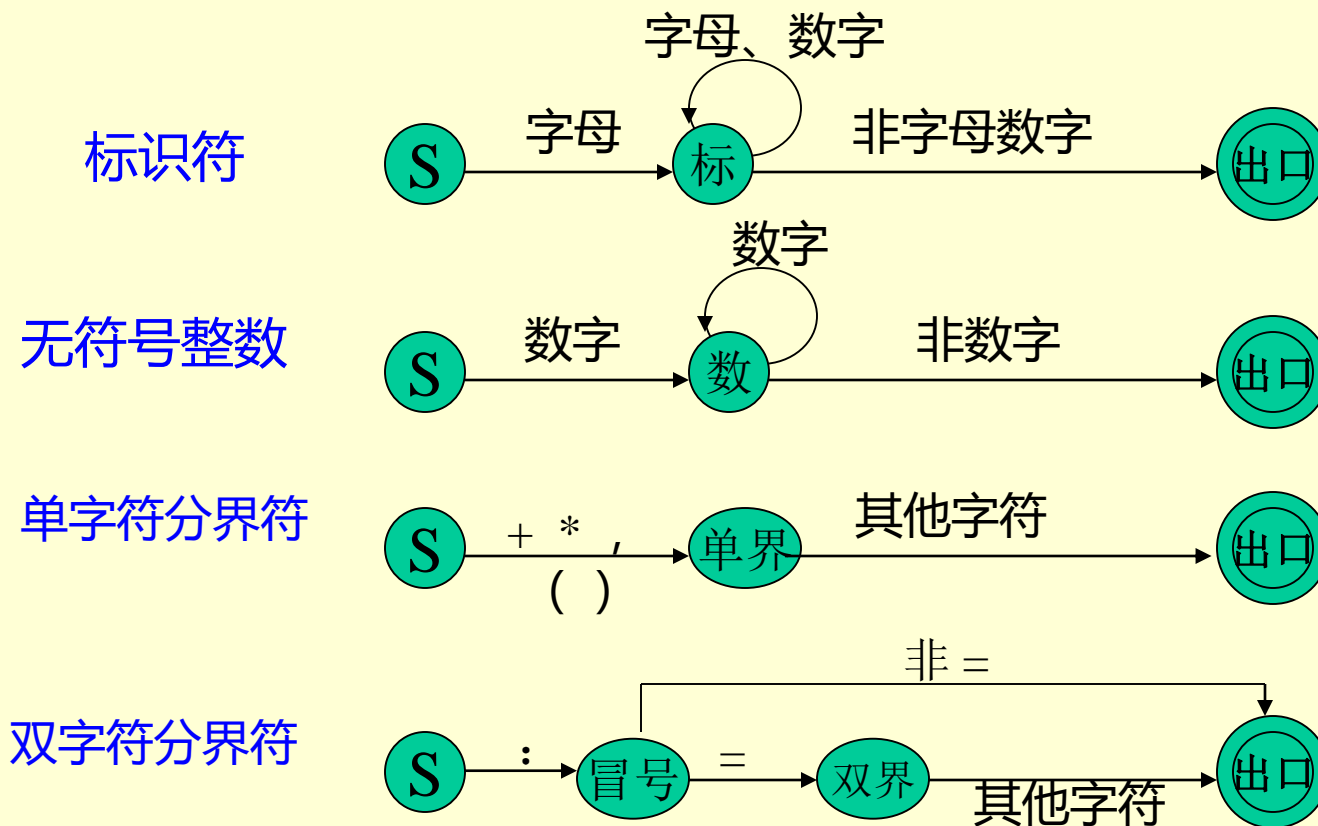 字母、数字
标识符 S 字母 标 非字母数字 出口
数字
无符号整数 S 数字 数 非数字 出口
单字符分界符 S + * , 单界 其他字符 出口
( )
非 =
双字符分界符 S : 冒号 = 双界 其他字符 出口